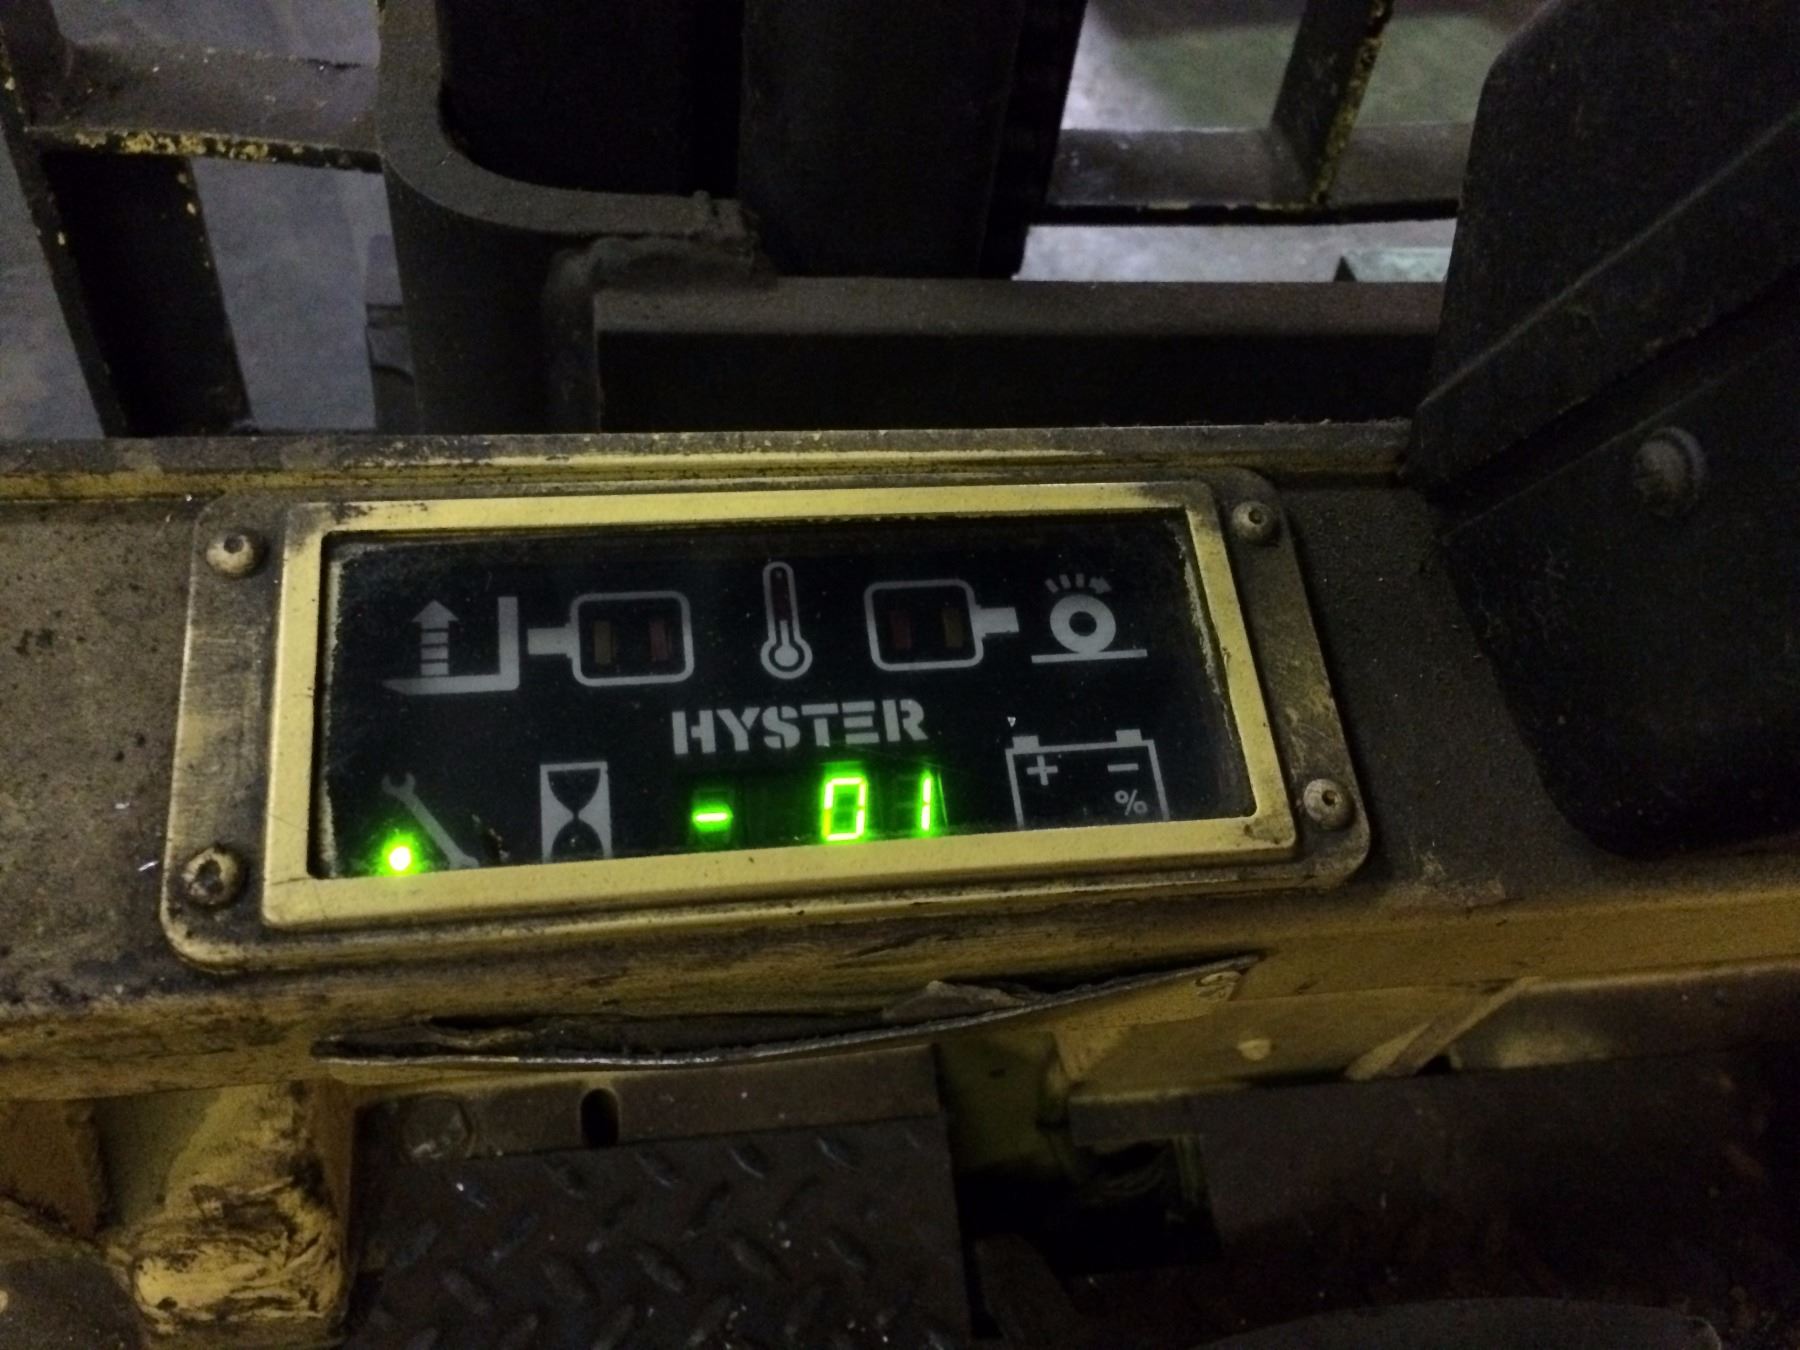 HYSTER
- 01
+ -
%